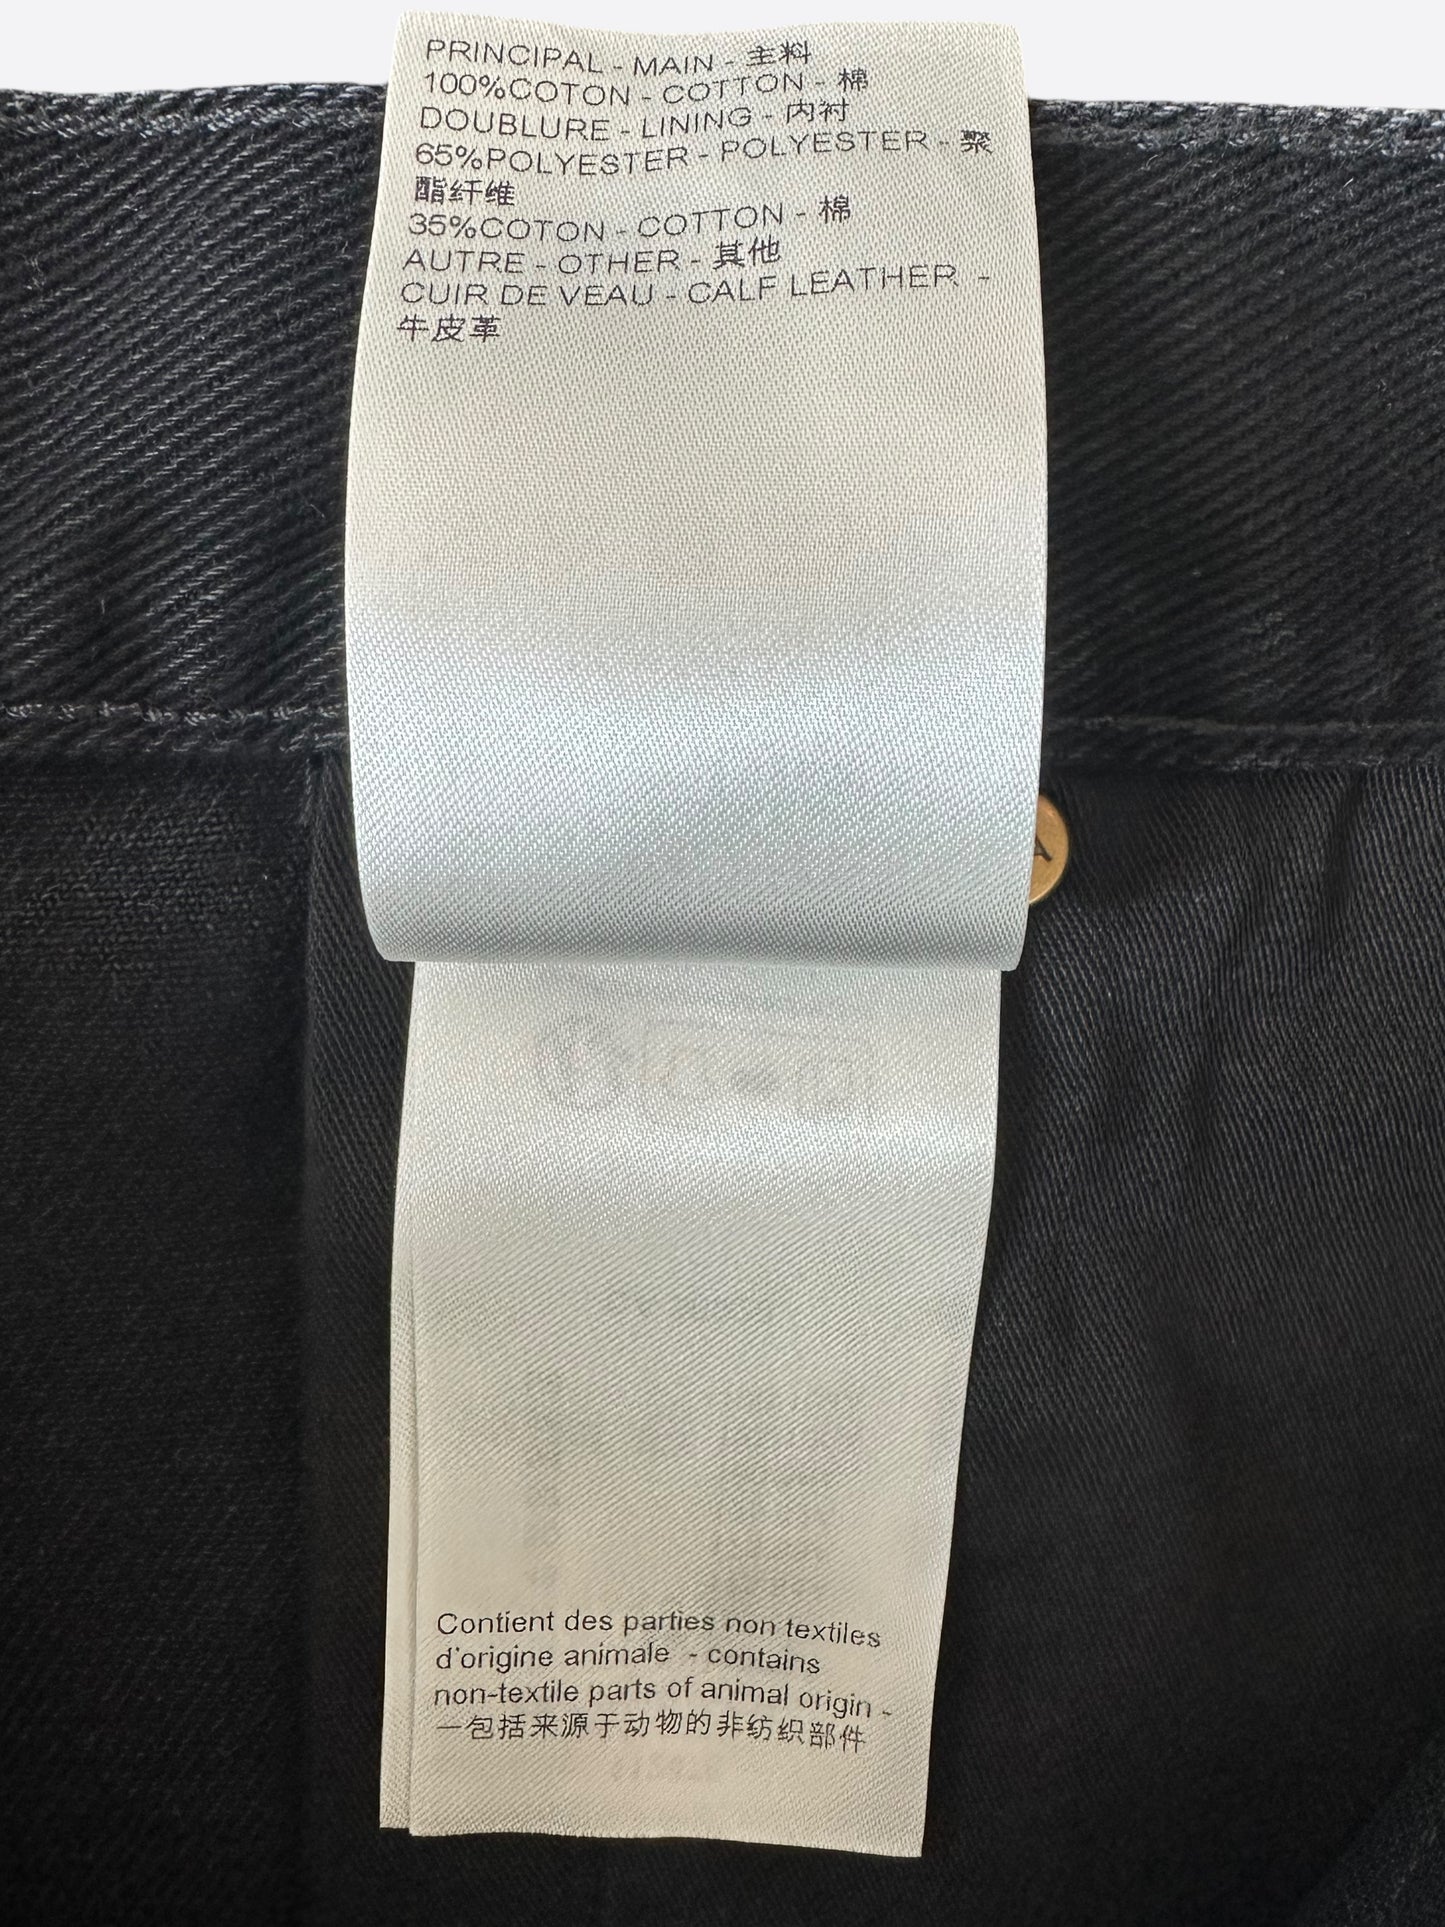 PRINCIPAL - MAIN - 主料
100%COTON - COTTON - 棉
DOUBLURE - LINING - 内衬
65%POLYESTER - POLYESTER - 聚
酯纤维
35%COTON - COTTON - 棉
AUTRE - OTHER - 其他
CUIR DE VEAU - CALF LEATHER -
牛皮革
A
Contient des parties non textiles
d'origine animale - contains
non-textile parts of animal origin -
一包括来源于动物的非纺织部件